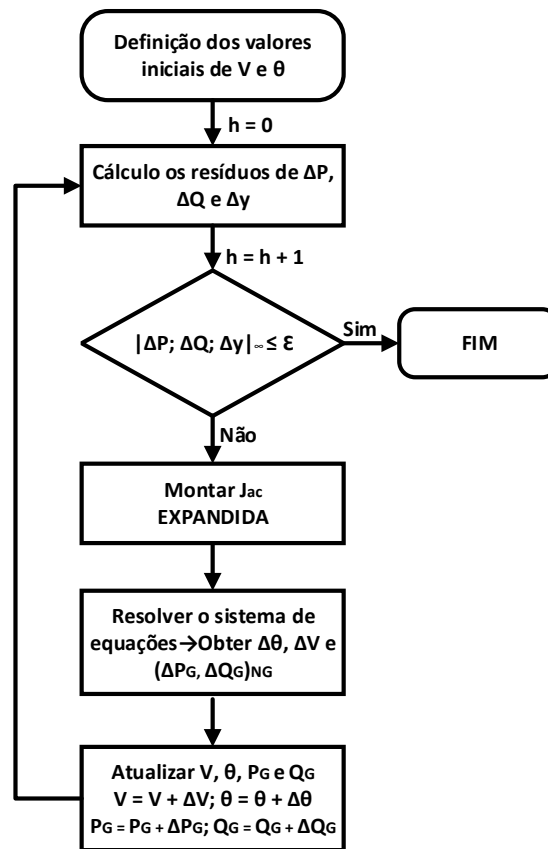 Definição dos valores
iniciais de V e θ
h = 0
Cálculo os resíduos de ΔP,
ΔQ e Δy
h = h + 1
|ΔP; ΔQ; Δy|∞ ≤ Ɛ
Sim
FIM
Não
Montar Jac
EXPANDIDA
Resolver o sistema de
equações→Obter Δθ, ΔV e
(ΔPG, ΔQG)NG
Atualizar V, θ, PG e QG
V = V + ΔV; θ = θ + Δθ
PG = PG + ΔPG; QG = QG + ΔQG